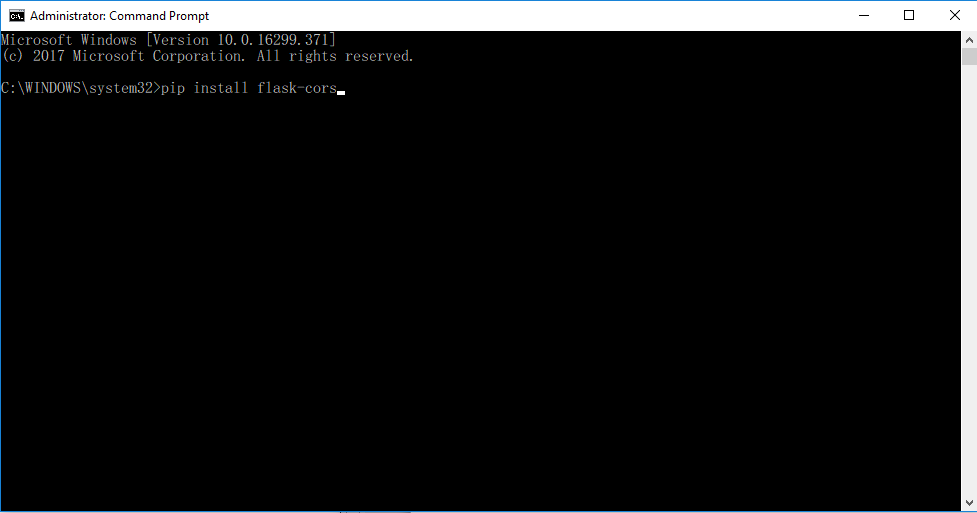 Administrator: Command Prompt
Microsoft Windows [Version 10.0.16299.371]
(c) 2017 Microsoft Corporation. All rights reserved.
C:\WINDOWS\system32>pip install flask-cors